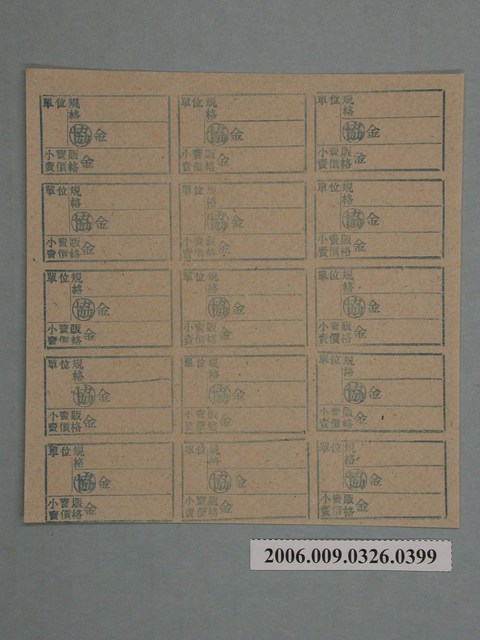 單位規格
協 金
小賣販賣價格 金
單位規格
協 金
小賣販賣價格 金
單位規格
協 金
小賣販賣價格 金
單位規格
協 金
小賣販賣價格 金
單位規格
協 金
小賣販賣價格 金
單位規格
協 金
小賣販賣價格 金
單位規格
協 金
小賣販賣價格 金
單位規格
協 金
小賣販賣價格 金
單位規格
協 金
小賣販賣價格 金
單位規格
協 金
小賣販賣價格 金
單位規格
協 金
小賣販賣價格 金
單位規格
協 金
小賣販賣價格 金
單位規格
協 金
小賣販賣價格 金
單位規格
協 金
小賣販賣價格 金
單位規格
協 金
小賣販賣價格 金
2006.009.0326.0399